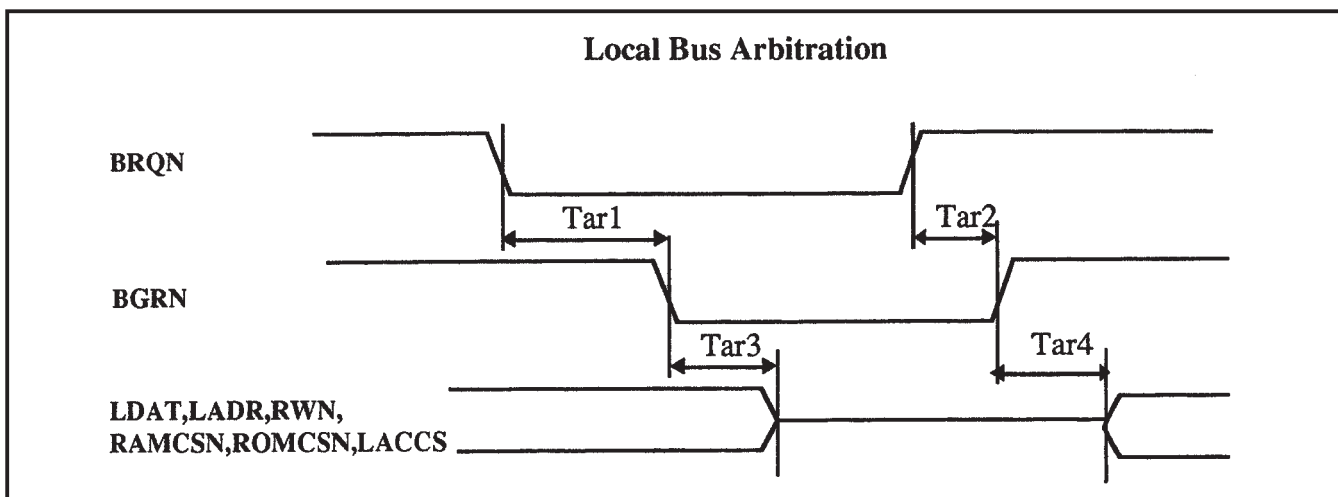 Local Bus Arbitration
BRQN
Tar1
Tar2
BGRN
Tar3
Tar4
LDAT,LADR,RWN,
RAMCSN,ROMCSN,LACCS